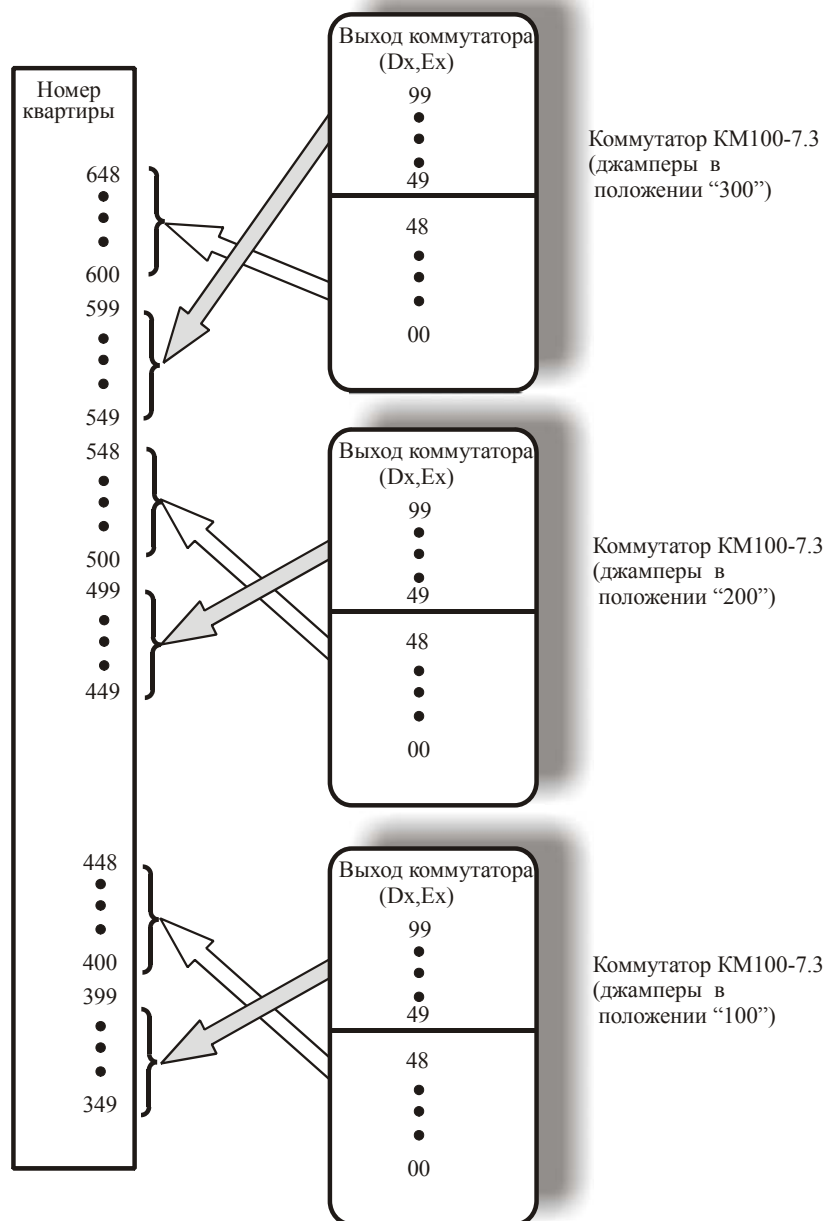 Номер
квартиры
648
600
599
549
548
500
499
449
448
400
399
349
Выход коммутатора
(Dx,Ex)
99
49
48
00
Коммутатор КМ100-7.3
(джамперы в
положении “300”)
Выход коммутатора
(Dx,Ex)
99
49
48
00
Коммутатор КМ100-7.3
(джамперы в
положении “200”)
Выход коммутатора
(Dx,Ex)
99
49
48
00
Коммутатор КМ100-7.3
(джамперы в
положении “100”)